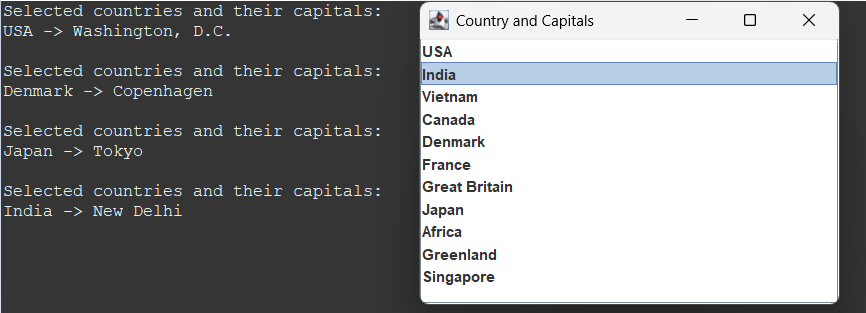 Selected countries and their capitals:
USA -> Washington, D.C.
Selected countries and their capitals:
Denmark -> Copenhagen
Selected countries and their capitals:
Japan -> Tokyo
Selected countries and their capitals:
India -> New Delhi
Country and Capitals
USA
India
Vietnam
Canada
Denmark
France
Great Britain
Japan
Africa
Greenland
Singapore